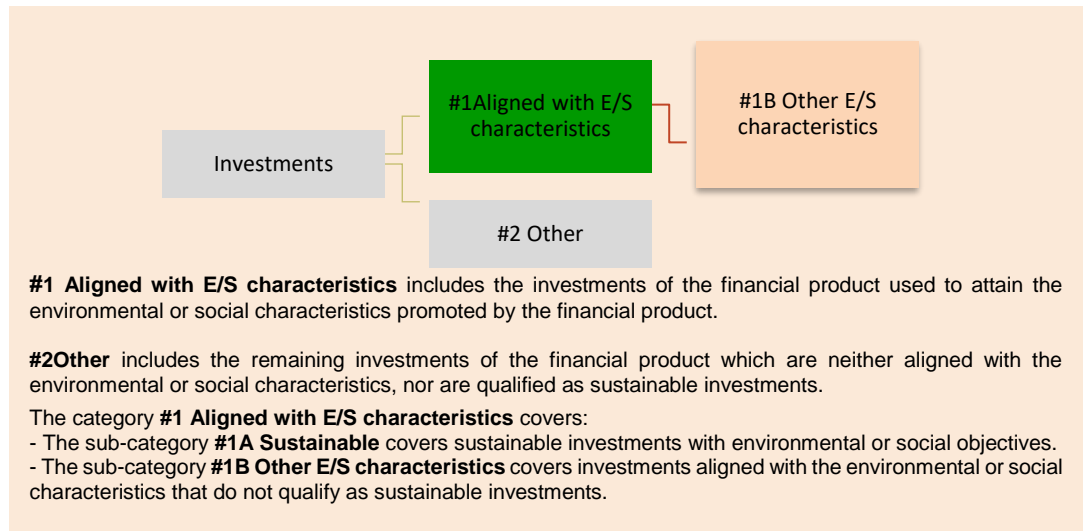 #1Aligned with E/S
characteristics
#1B Other E/S
characteristics
Investments
#2 Other
#1 Aligned with E/S characteristics includes the investments of the financial product used to attain the
environmental or social characteristics promoted by the financial product.
#2Other includes the remaining investments of the financial product which are neither aligned with the
environmental or social characteristics, nor are qualified as sustainable investments.
The category #1 Aligned with E/S characteristics covers:
- The sub-category #1A Sustainable covers sustainable investments with environmental or social objectives.
- The sub-category #1B Other E/S characteristics covers investments aligned with the environmental or social
characteristics that do not qualify as sustainable investments.